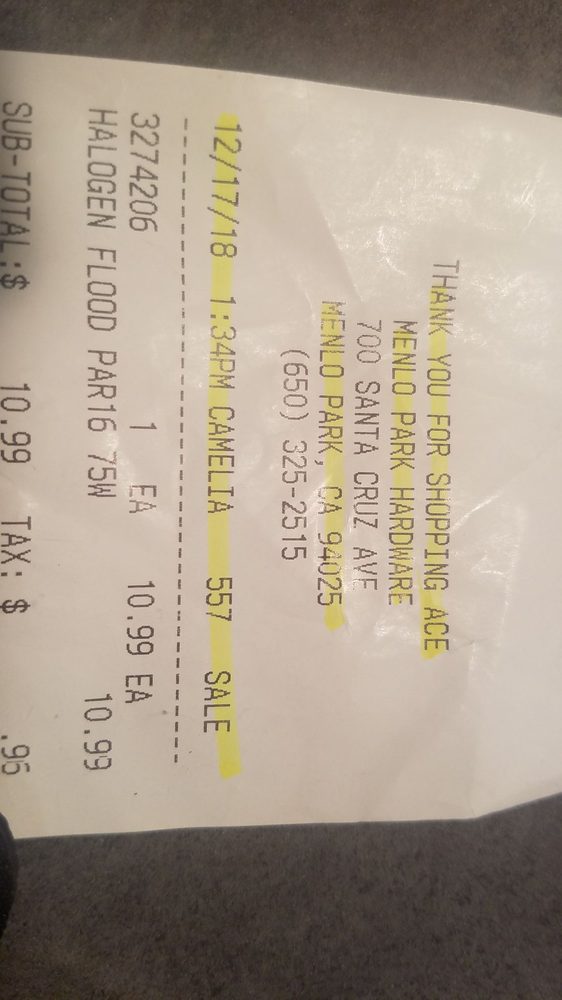 THANK YOU FOR SHOPPING ACE
MENLO PARK HARDWARE
700 SANTA CRUZ AVE
MENLO PARK, CA 94025
(650) 325-2515
12/17/18 1:34PM CAMELIA 557 SALE
--------------------------------------
3274206 1 EA 10.99 EA
HALOGEN FLOOD PAR16 75W 10.99
SUB-TOTAL:$ 10.99 TAX: $ .96